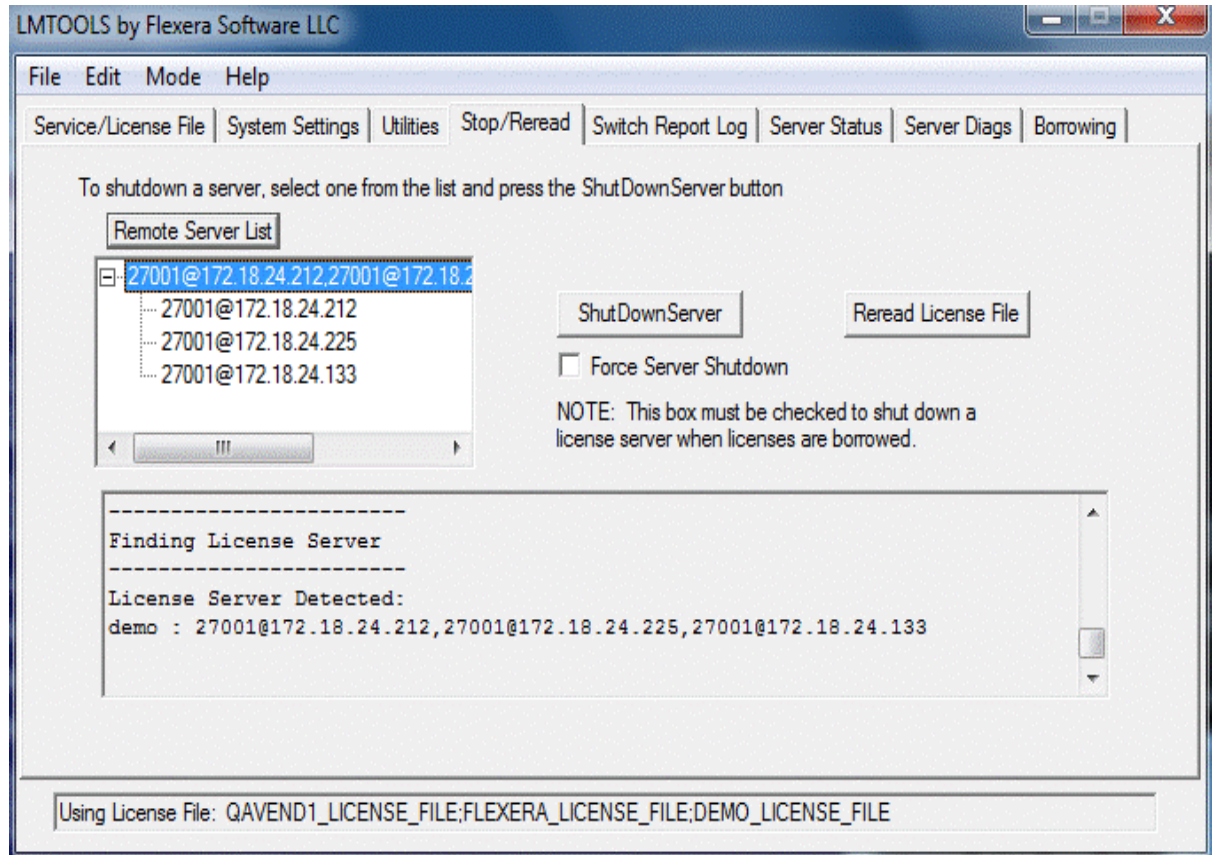 LMTOOLS by Flexera Software LLC
File Edit Mode Help
Service/License File System Settings Utilities Stop/Reread Switch Report Log Server Status Server Diags Borrowing
To shutdown a server, select one from the list and press the ShutDownServer button
Remote Server List
27001@172.18.24.212,27001@172.18.2
27001@172.18.24.212
27001@172.18.24.225
27001@172.18.24.133
ShutDownServer
Reread License File
Force Server Shutdown
NOTE: This box must be checked to shut down a
license server when licenses are borrowed.
------------------------
Finding License Server
------------------------
License Server Detected:
demo : 27001@172.18.24.212,27001@172.18.24.225,27001@172.18.24.133
Using License File: QAVEND1_LICENSE_FILE;FLEXERA_LICENSE_FILE;DEMO_LICENSE_FILE